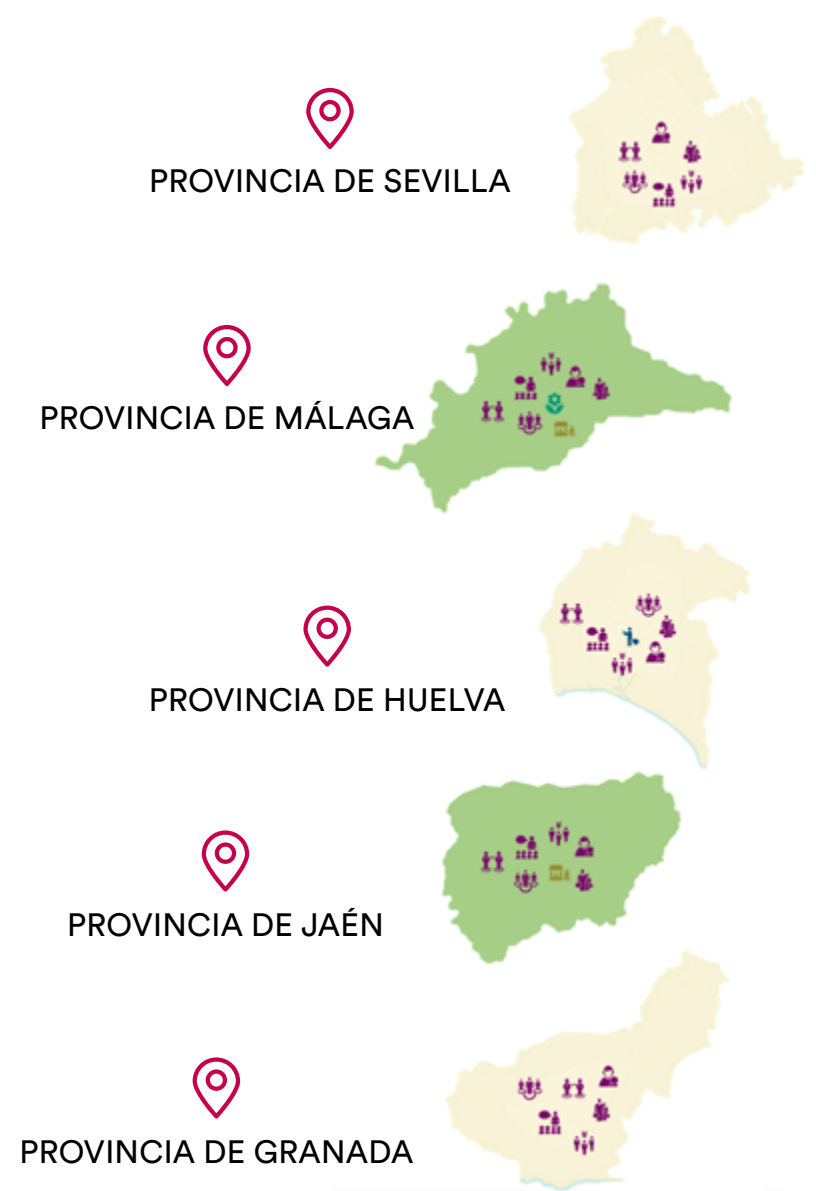 PROVINCIA DE SEVILLA
PROVINCIA DE MÁLAGA
PROVINCIA DE HUELVA
PROVINCIA DE JAÉN
PROVINCIA DE GRANADA